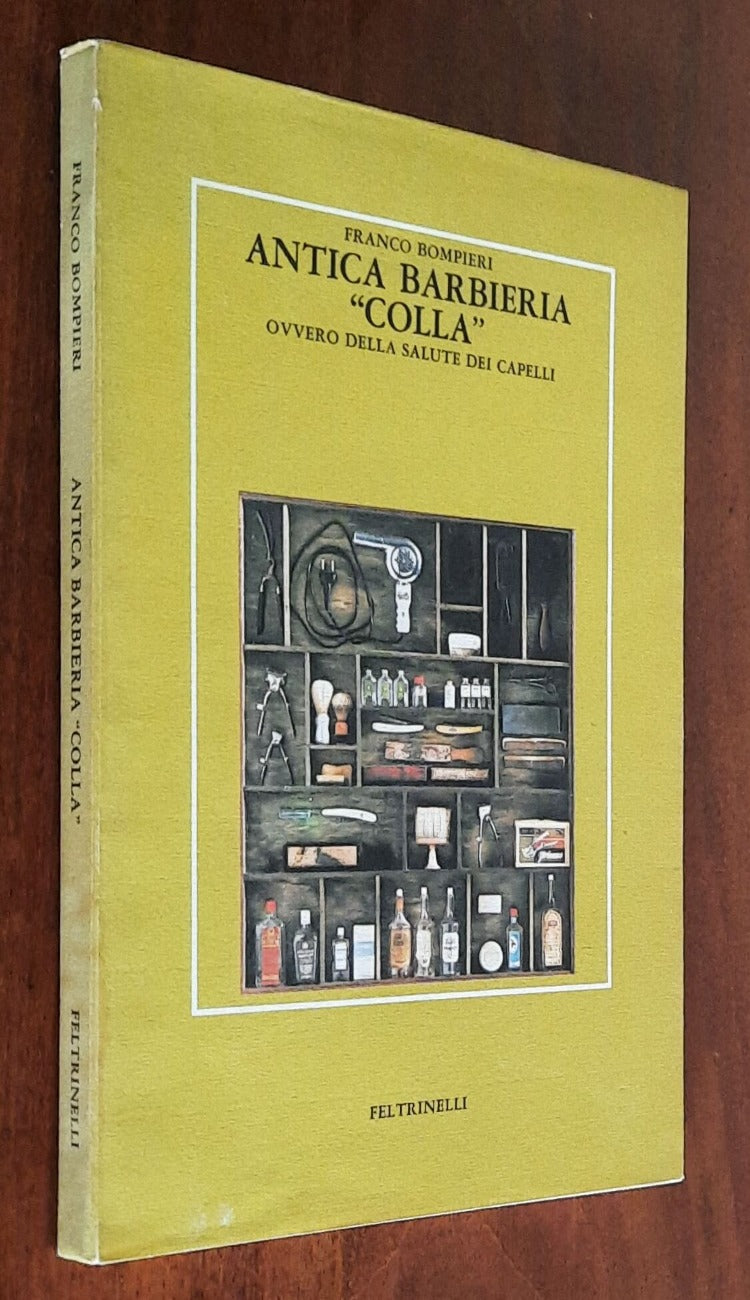 FRANCO BOMPIERI
ANTICA BARBIERIA
“COLLA”
OVVERO DELLA SALUTE DEI CAPELLI
FELTRINELLI
FRANCO BOMPIERI
ANTICA BARBIERIA “COLLA”
FELTRINELLI